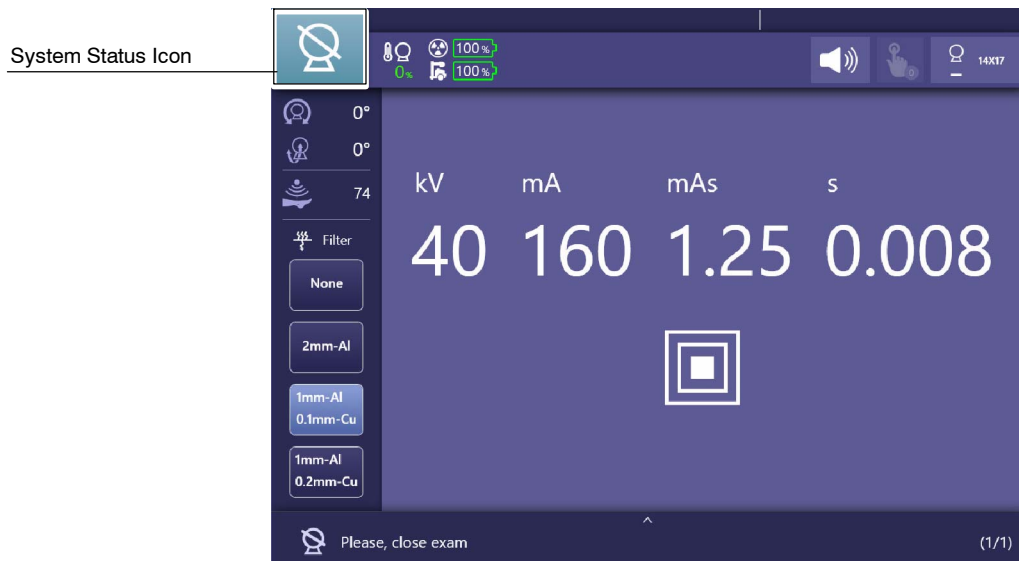 System Status Icon
0%
100%
100%
14X17
0°
0°
74
Filter
None
2mm-Al
1mm-Al
0.1mm-Cu
1mm-Al
0.2mm-Cu
kV mA mAs s
40 160 1.25 0.008
Please, close exam
(1/1)